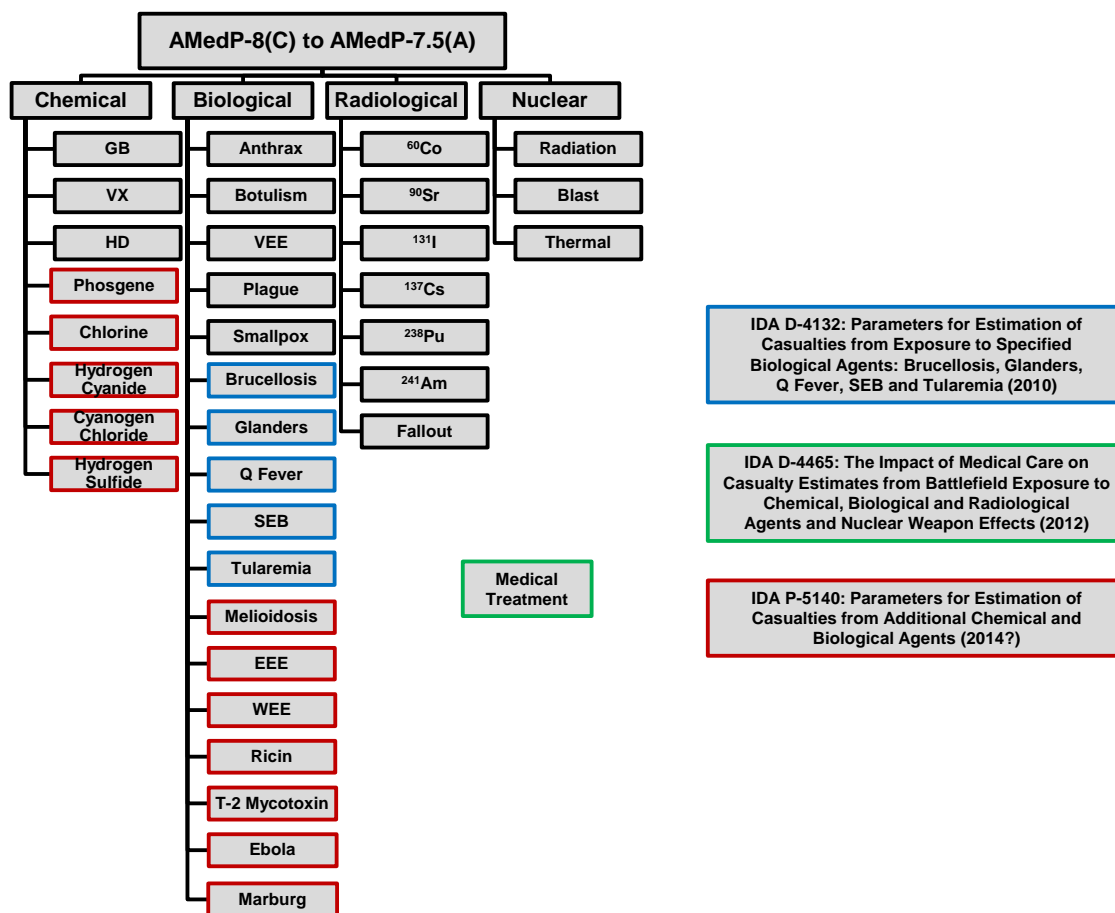 AMedP-8(C) to AMedP-7.5(A)
Chemical
Biological
Radiological
Nuclear
GB
VX
HD
Phosgene
Chlorine
Hydrogen
Cyanide
Cyanogen
Chloride
Hydrogen
Sulfide
Anthrax
Botulism
VEE
Plague
Smallpox
Brucellosis
Glanders
Q Fever
SEB
Tularemia
Melioidosis
EEE
WEE
Ricin
T-2 Mycotoxin
Ebola
Marburg
⁶⁰Co
⁹⁰Sr
¹³¹I
¹³⁷Cs
²³⁸Pu
²⁴¹Am
Fallout
Radiation
Blast
Thermal
Medical
Treatment
IDA D-4132: Parameters for Estimation of
Casualties from Exposure to Specified
Biological Agents: Brucellosis, Glanders,
Q Fever, SEB and Tularemia (2010)
IDA D-4465: The Impact of Medical Care on
Casualty Estimates from Battlefield Exposure to
Chemical, Biological and Radiological
Agents and Nuclear Weapon Effects (2012)
IDA P-5140: Parameters for Estimation of
Casualties from Additional Chemical and
Biological Agents (2014?)